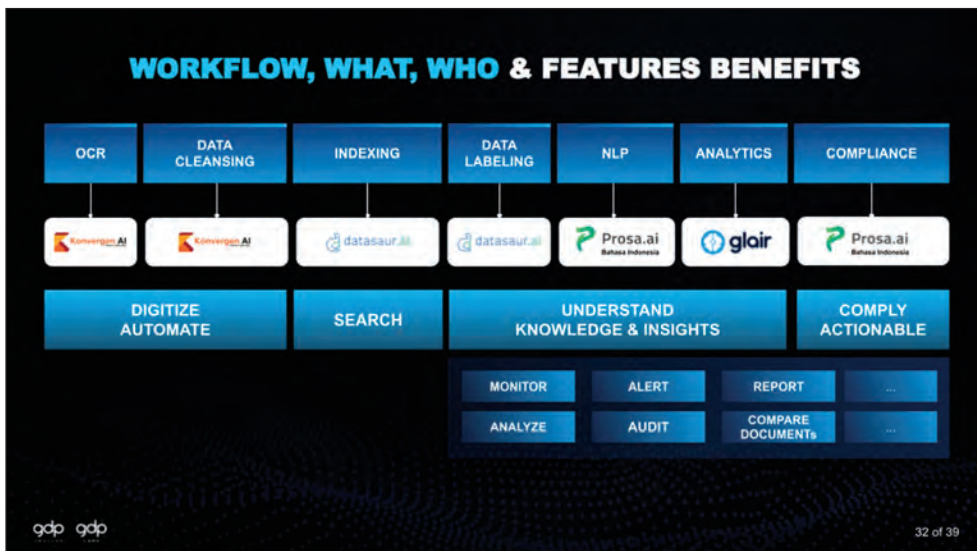 WORKFLOW, WHAT, WHO & FEATURES BENEFITS
OCR
DATA
CLEANSING
INDEXING
DATA
LABELING
NLP
ANALYTICS
COMPLIANCE
Konvergen AI
Konvergen AI
datasaur.ai
datasaur.ai
Prosa.ai
Bahasa Indonesia
glair
Prosa.ai
Bahasa Indonesia
DIGITIZE
AUTOMATE
SEARCH
UNDERSTAND
KNOWLEDGE & INSIGHTS
COMPLY
ACTIONABLE
MONITOR
ALERT
REPORT
...
ANALYZE
AUDIT
COMPARE
DOCUMENTs
...
gdp
gdp
32 of 39